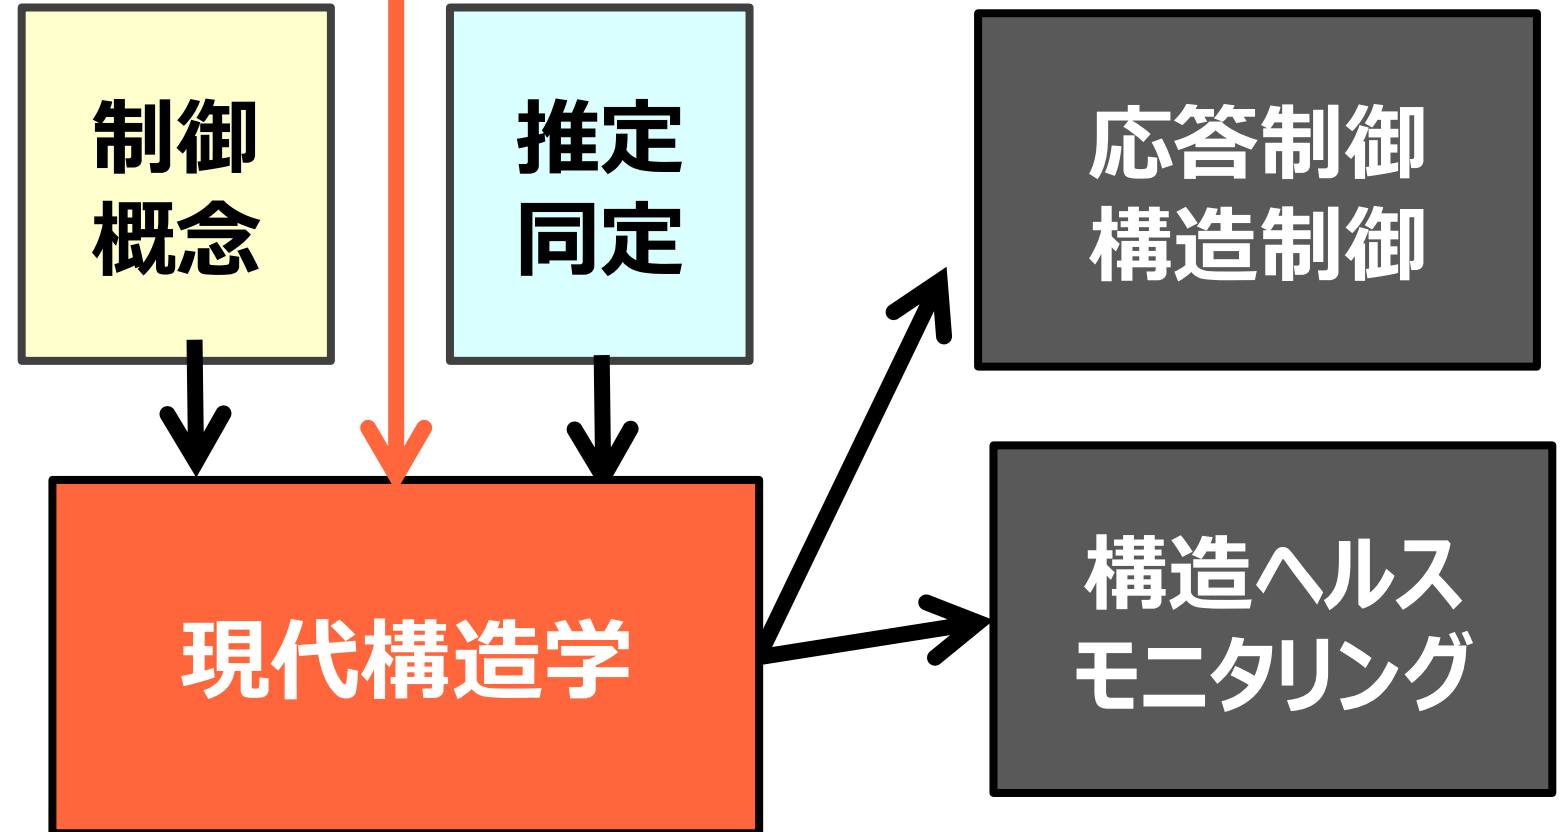 制御
概念
推定
同定
応答制御
構造制御
現代構造学
構造ヘルス
モニタリング